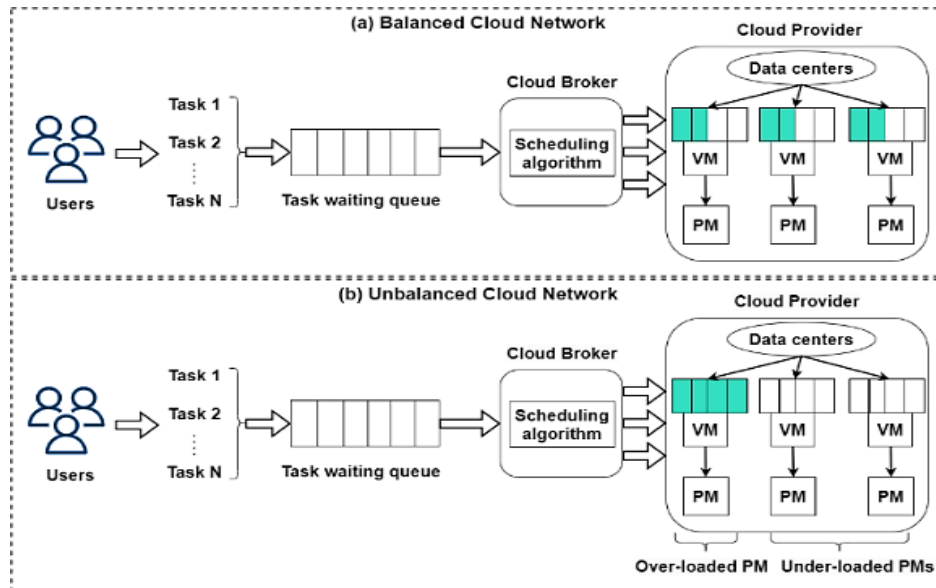 (a) Balanced Cloud Network
Cloud Provider
Data centers
Cloud Broker
Task 1
Task 2
Task N
Scheduling
algorithm
VM
VM
VM
Users
Task waiting queue
PM
PM
PM
(b) Unbalanced Cloud Network
Cloud Provider
Data centers
Cloud Broker
Task 1
Task 2
Task N
Scheduling
algorithm
VM
VM
VM
Users
Task waiting queue
PM
PM
PM
Over-loaded PM
Under-loaded PMs